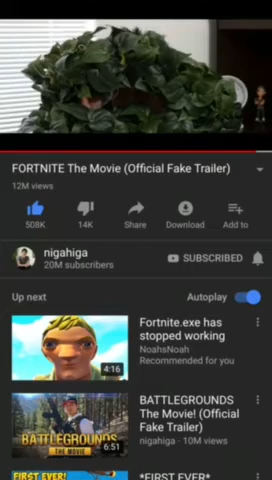 FORTNITE The Movie (Official Fake Trailer)
12M views
508K
14K
Share
Download
Add to
nigahiga
20M subscribers
SUBSCRIBED
Up next
Autoplay
Fortnite.exe has
stopped working
NoahsNoah
Recommended for you
4:16
BATTLEGROUNDS
The Movie! (Official
Fake Trailer)
nigahiga · 10M views
BATTLEGROUNDS
THE MOVIE
6:51
FIRST EVER!
*FIRST EVER*